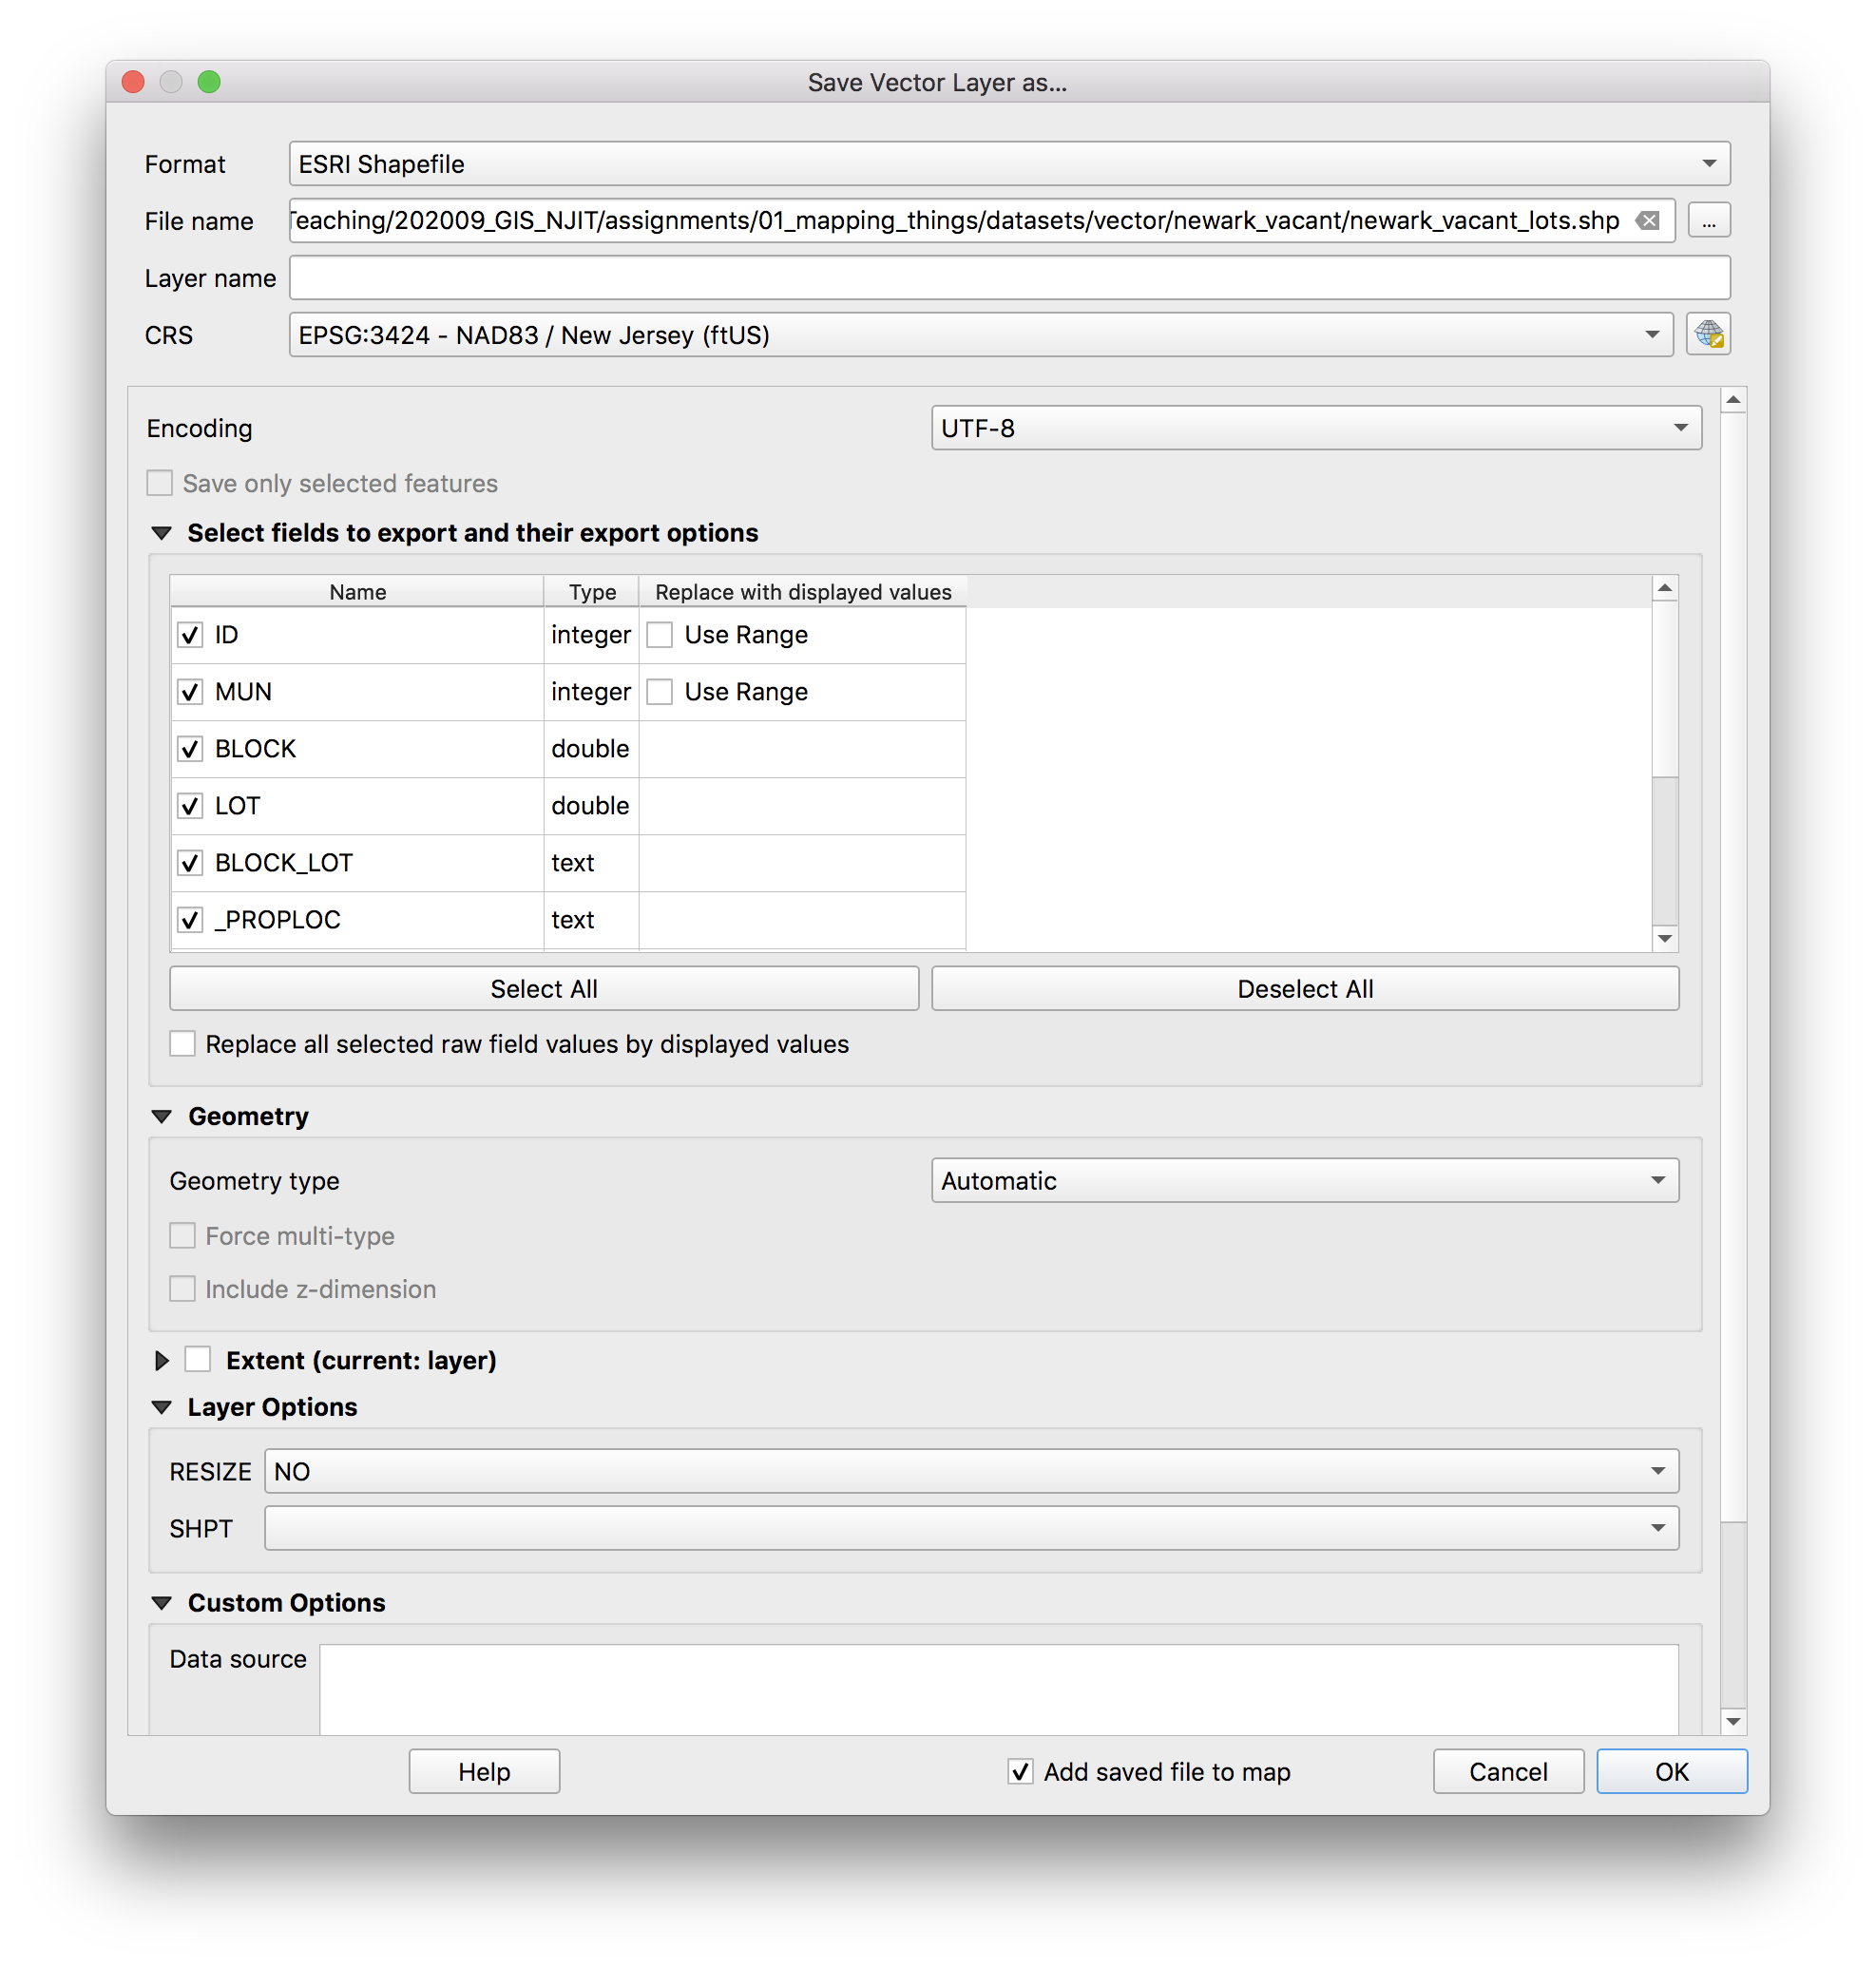 Save Vector Layer as...
Format ESRI Shapefile
File name Teaching/202009_GIS_NJIT/assignments/01_mapping_things/datasets/vector/newark_vacant/newark_vacant_lots.shp ...
Layer name
CRS EPSG:3424 - NAD83 / New Jersey (ftUS)
Encoding UTF-8
Save only selected features
Select fields to export and their export options
Name Type Replace with displayed values
ID integer Use Range
MUN integer Use Range
BLOCK double
LOT double
BLOCK_LOT text
_PROPLOC text
Select All Deselect All
Replace all selected raw field values by displayed values
Geometry
Geometry type Automatic
Force multi-type
Include z-dimension
Extent (current: layer)
Layer Options
RESIZE NO
SHPT
Custom Options
Data source
Help Add saved file to map Cancel OK